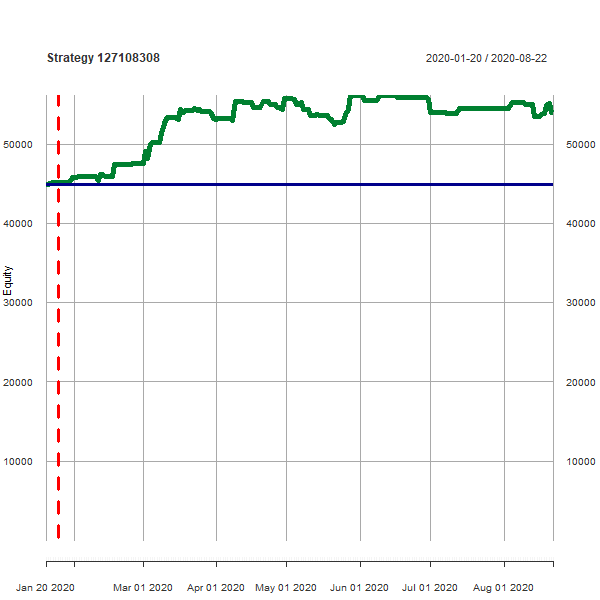 Strategy 127108308
2020-01-20 / 2020-08-22
50000
50000
40000
40000
Equity
30000
30000
20000
20000
10000
10000
Jan 20 2020
Mar 01 2020
Apr 01 2020
May 01 2020
Jun 01 2020
Jul 01 2020
Aug 01 2020